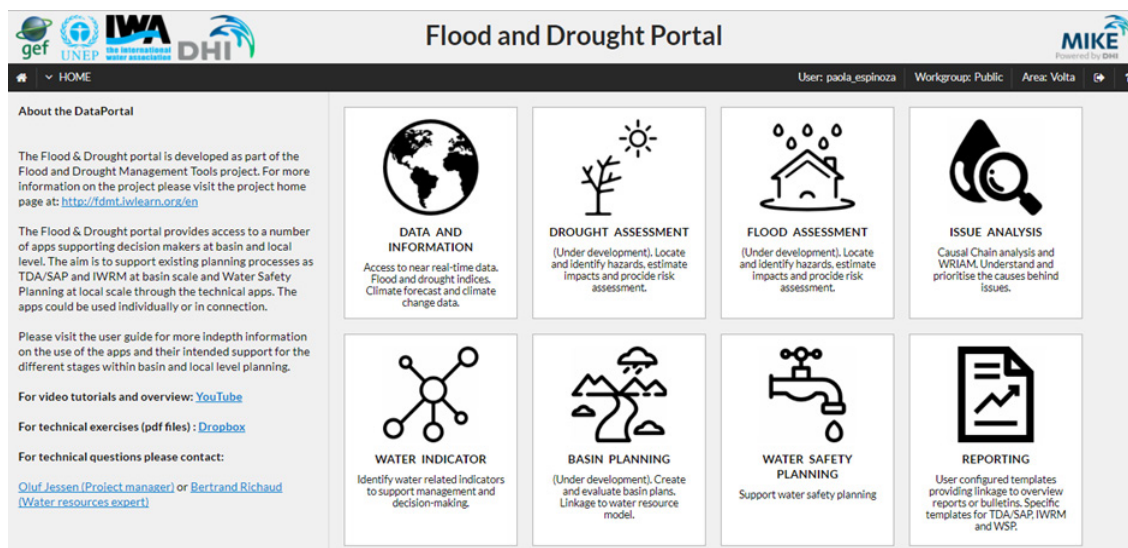 gef
UNEP
IWA
the international
water association
DHI
Flood and Drought Portal
MIKE
Powered by DHI
HOME
User: paola_espinoza Workgroup: Public Area: Volta ?
About the DataPortal
The Flood & Drought portal is developed as part of the
Flood and Drought Management Tools project. For more
information on the project please visit the project home
page at: http://fdmt.iwlearn.org/en
The Flood & Drought portal provides access to a number
of apps supporting decision makers at basin and local
level. The aim is to support existing planning processes as
TDA/SAP and IWRM at basin scale and Water Safety
Planning at local scale through the technical apps. The
apps could be used individually or in connection.
Please visit the user guide for more indepth information
on the use of the apps and their intended support for the
different stages within basin and local level planning.
For video tutorials and overview: YouTube
For technical exercises (pdf files) : Dropbox
For technical questions please contact:
Oluf Jessen (Project manager) or Bertrand Richaud
(Water resources expert)
DATA AND
INFORMATION
Access to near real-time data.
Flood and drought indices.
Climate forecast and climate
change data.
DROUGHT ASSESSMENT
(Under development). Locate
and identify hazards, estimate
impacts and procide risk
assessment.
FLOOD ASSESSMENT
(Under development). Locate
and identify hazards, estimate
impacts and procide risk
assessment.
ISSUE ANALYSIS
Causal Chain analysis and
WRIAM. Understand and
prioritise the causes behind
issues.
WATER INDICATOR
Identify water related indicators
to support management and
decision-making.
BASIN PLANNING
(Under development). Create
and evaluate basin plans.
Linkage to water resource
model.
WATER SAFETY
PLANNING
Support water safety planning
REPORTING
User configured templates
providing linkage to overview
reports or bulletins. Specific
templates for TDA/SAP, IWRM
and WSP.